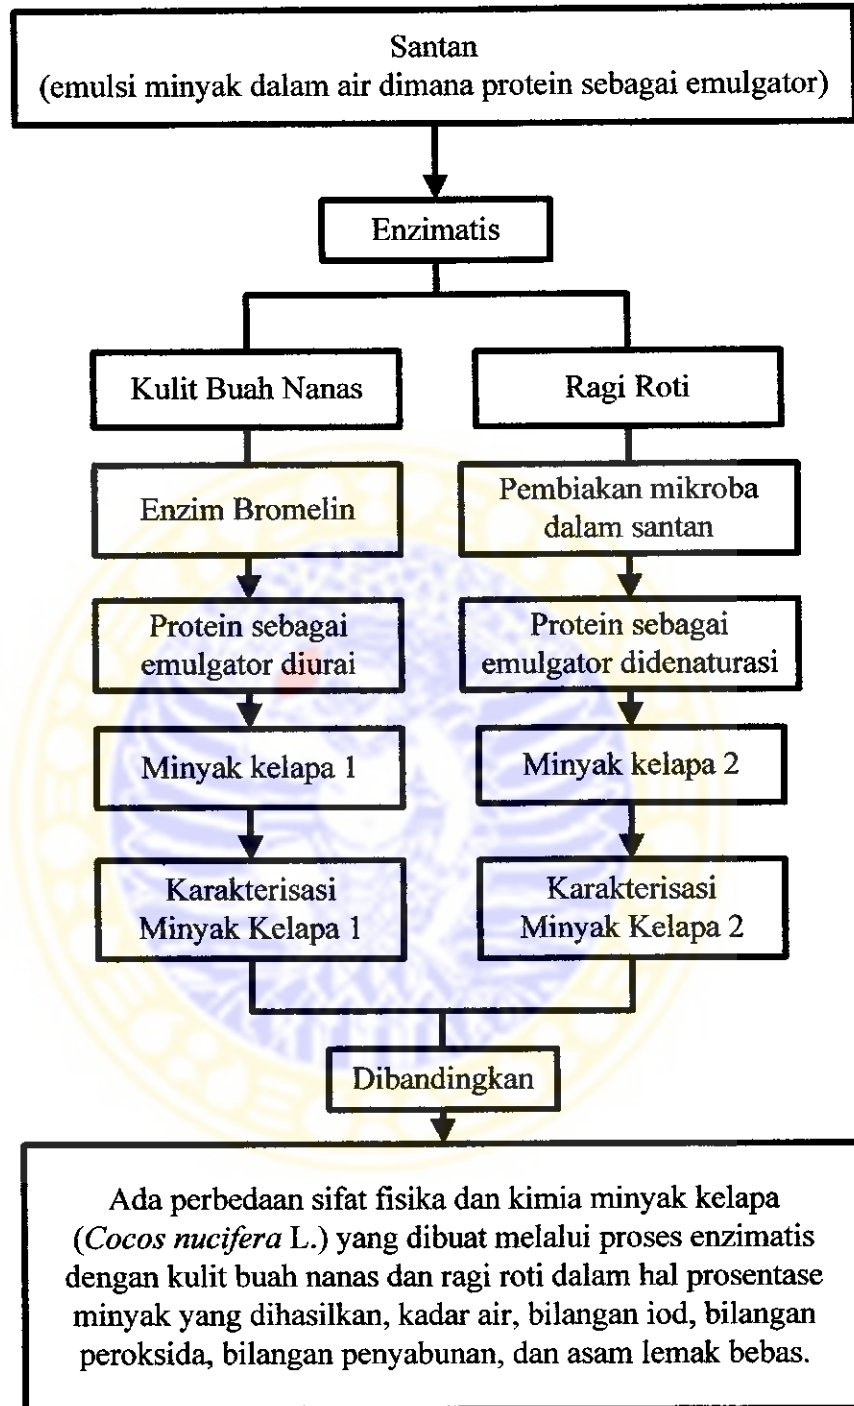 Santan
(emulsi minyak dalam air dimana protein sebagai emulgator)
Enzimatis
Kulit Buah Nanas
Ragi Roti
Enzim Bromelin
Pembiakan mikroba
dalam santan
Protein sebagai
emulgator diurai
Protein sebagai
emulgator didenaturasi
Minyak kelapa 1
Minyak kelapa 2
Karakterisasi
Minyak Kelapa 1
Karakterisasi
Minyak Kelapa 2
Dibandingkan
Ada perbedaan sifat fisika dan kimia minyak kelapa
(Cocos nucifera L.) yang dibuat melalui proses enzimatis
dengan kulit buah nanas dan ragi roti dalam hal prosentase
minyak yang dihasilkan, kadar air, bilangan iod, bilangan
peroksida, bilangan penyabunan, dan asam lemak bebas.